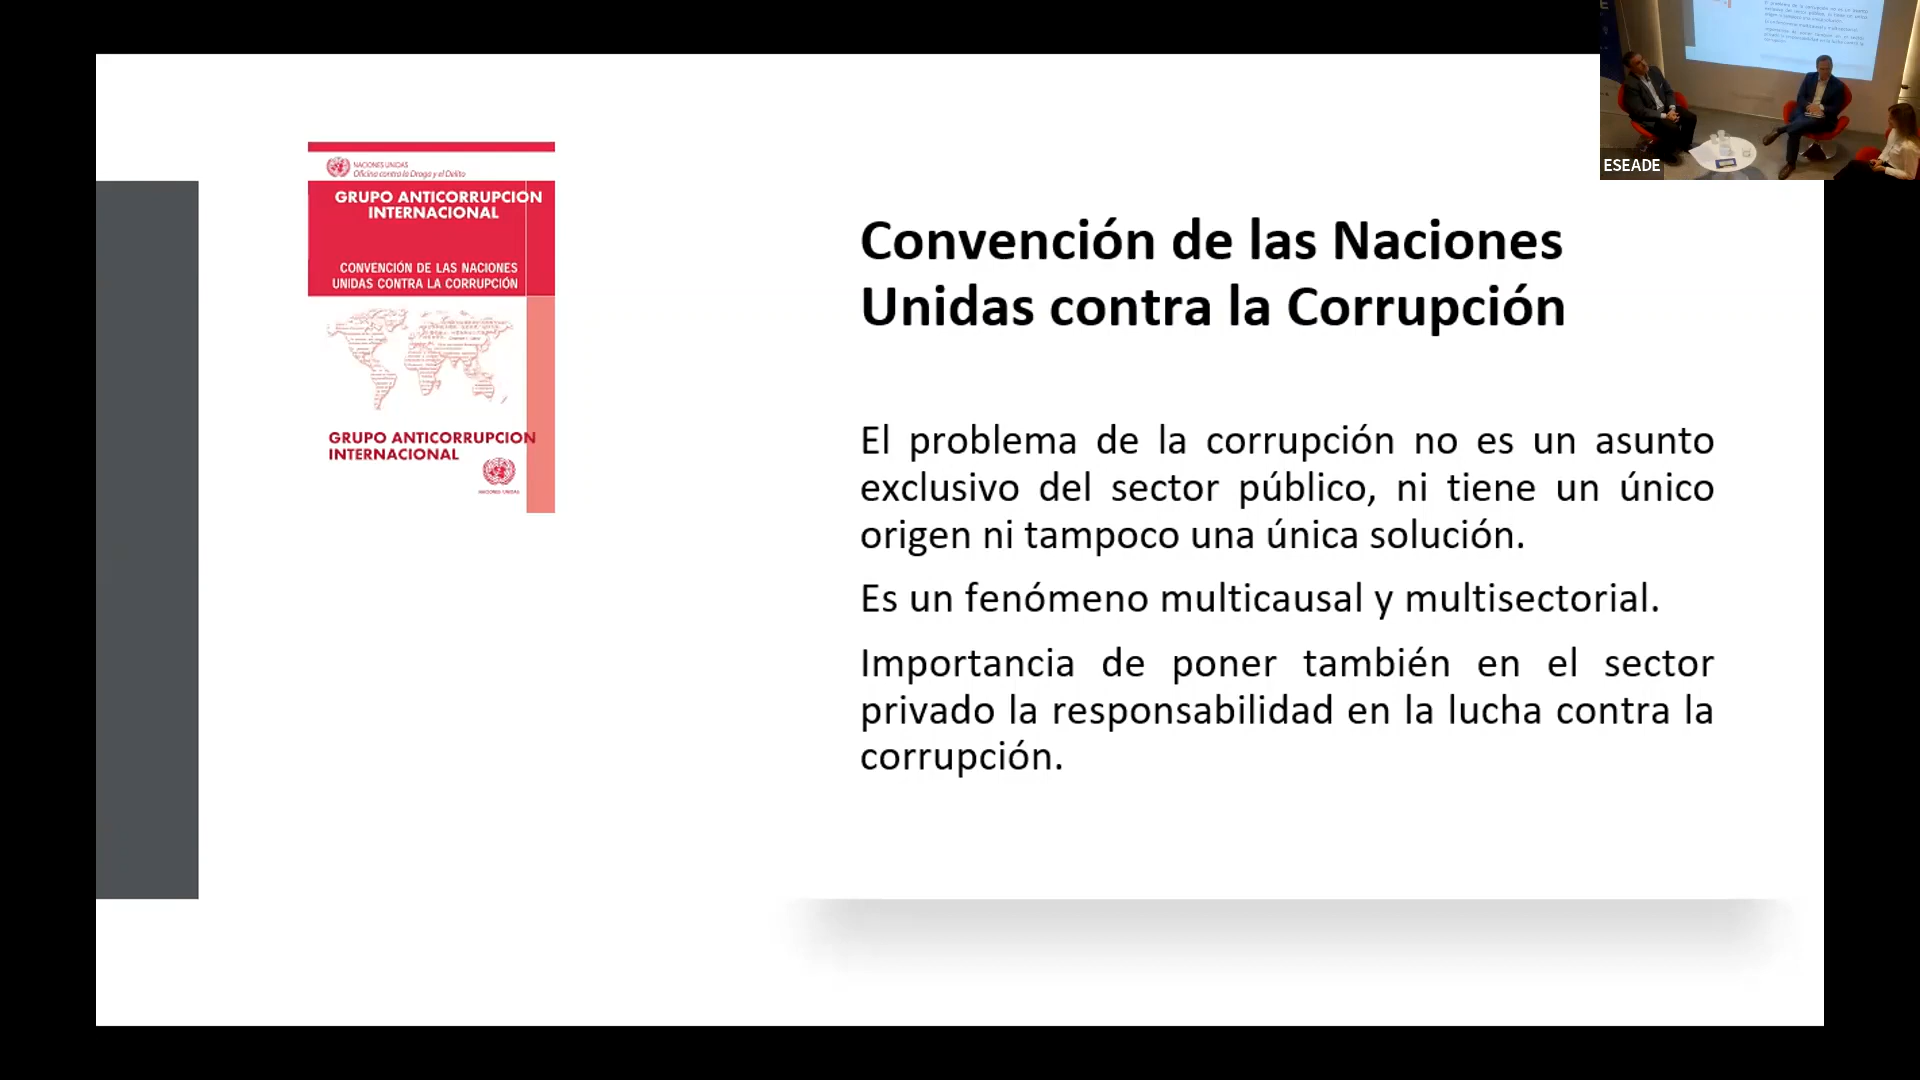 NACIONES UNIDAS
Oficina contra la Droga y el Delito
GRUPO ANTICORRUPCIÓN
INTERNACIONAL
CONVENCIÓN DE LAS NACIONES
UNIDAS CONTRA LA CORRUPCIÓN
GRUPO ANTICORRUPCION
INTERNACIONAL
NACIONES UNIDAS
Convención de las Naciones
Unidas contra la Corrupción
El problema de la corrupción no es un asunto
exclusivo del sector público, ni tiene un único
origen ni tampoco una única solución.
Es un fenómeno multicausal y multisectorial.
Importancia de poner también en el sector
privado la responsabilidad en la lucha contra la
corrupción.
ESEADE